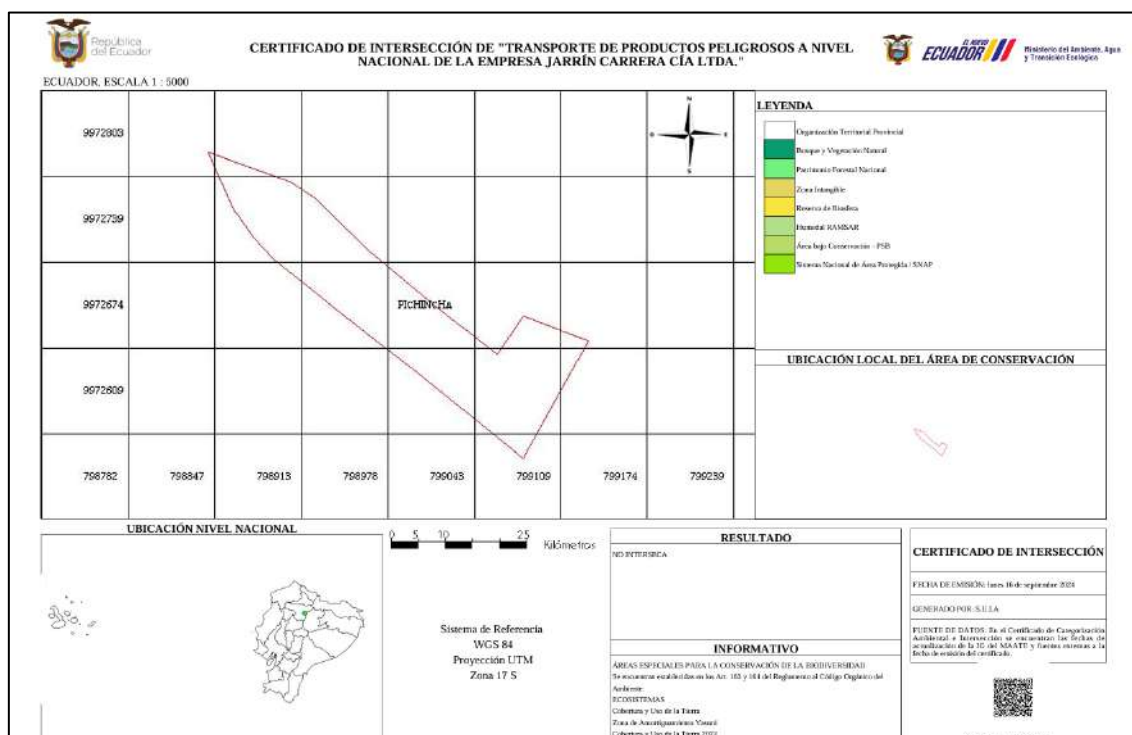 República
del Ecuador
CERTIFICADO DE INTERSECCIÓN DE "TRANSPORTE DE PRODUCTOS PELIGROSOS A NIVEL
NACIONAL DE LA EMPRESA JARRÍN CARRERA CÍA LTDA."
EL NUEVO
ECUADOR
Ministerio del Ambiente, Agua
y Transición Ecológica
ECUADOR, ESCALA 1 : 5000
9972803
9972739
9972674
9972609
N
S
PICHINCHA
798782
798847
798913
798978
799043
799109
799174
799239
LEYENDA
Organización Territorial Provincial
Bosque y Vegetación Natural
Patrimonio Forestal Nacional
Zona Intangible
Reserva de Biosfera
Humedal RAMSAR
Área bajo Conservación - PSB
Sistema Nacional de Área Protegida / SNAP
UBICACIÓN LOCAL DEL ÁREA DE CONSERVACIÓN
UBICACIÓN NIVEL NACIONAL
0 5 10 25
Kilómetros
Sistema de Referencia
WGS 84
Proyección UTM
Zona 17 S
RESULTADO
NO INTERSECA
INFORMATIVO
ÁREAS ESPECIALES PARA LA CONSERVACIÓN DE LA BIODIVERSIDAD
Se encuentran establecidas en los Art. 163 y 164 del Reglamento al Código Orgánico del
Ambiente
ECOSISTEMAS
Cobertura y Uso de la Tierra
Zona de Amortiguamiento Yasuní
Cobertura y Uso de la Tierra 2022
CERTIFICADO DE INTERSECCIÓN
FECHA DE EMISIÓN: lunes 16 de septiembre 2024
GENERADO POR: S.U.I.A
FUENTE DE DATOS: En el Certificado de Categorización
Ambiental e Intersección se encuentran las fechas de
actualización de la IG del MAATE y fuentes externas a la
fecha de emisión del certificado.